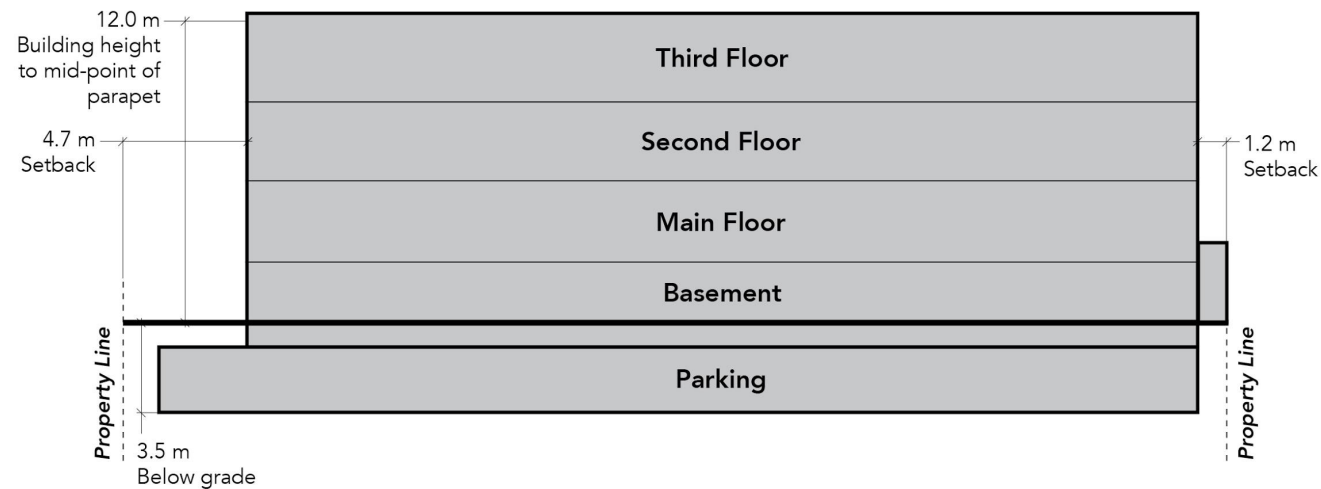 12.0 m
Building height
to mid-point of
parapet
Third Floor
4.7 m
Setback
Second Floor
1.2 m
Setback
Main Floor
Basement
Property Line
Parking
Property Line
3.5 m
Below grade